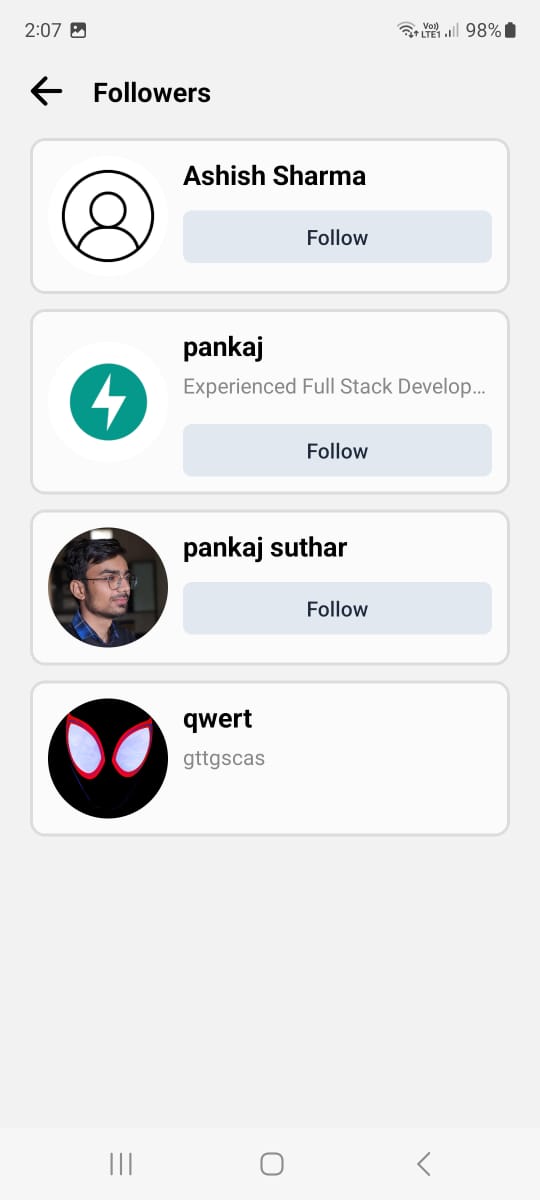 2:07 Vo)) LTE1 98%
Followers
Ashish Sharma
Follow
pankaj
Experienced Full Stack Develop...
Follow
pankaj suthar
Follow
qwert
gttgscas